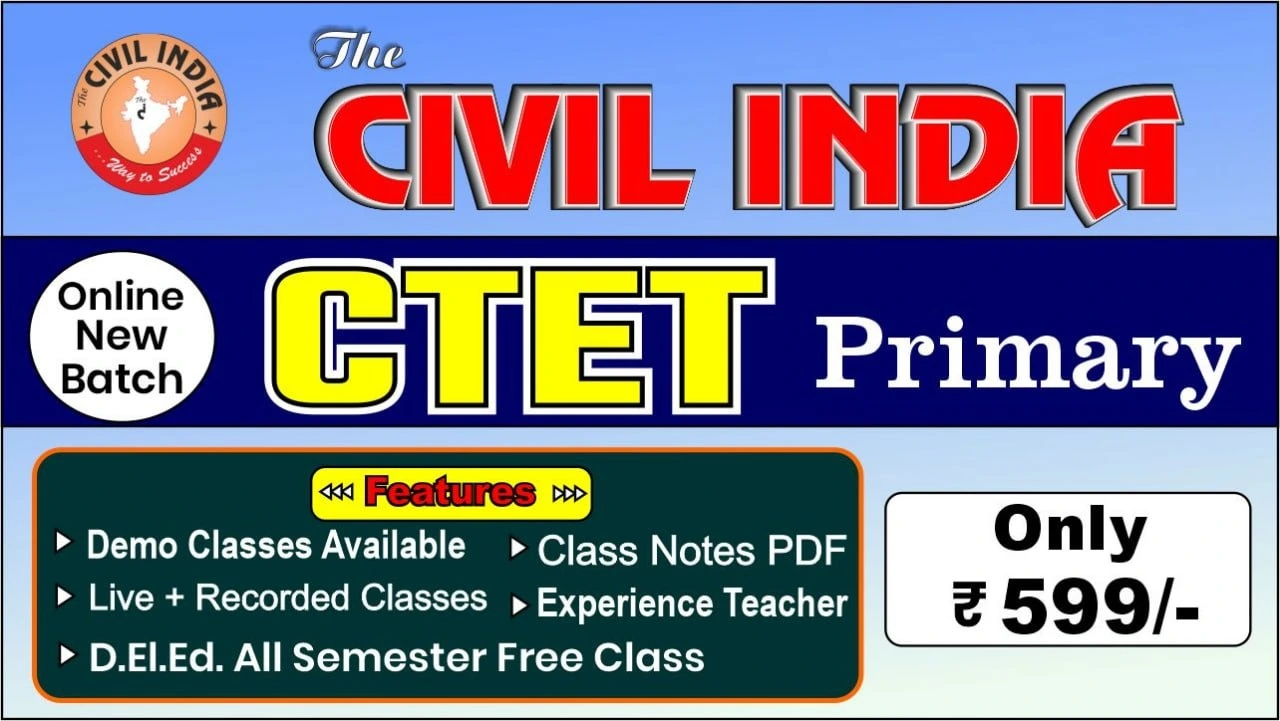 The CIVIL INDIA
The
₹
...Way to Success
The
CIVIL INDIA
Online
New
Batch
CTET Primary
Features
Demo Classes Available
Class Notes PDF
Live + Recorded Classes
Experience Teacher
D.El.Ed. All Semester Free Class
Only
₹ 599/-